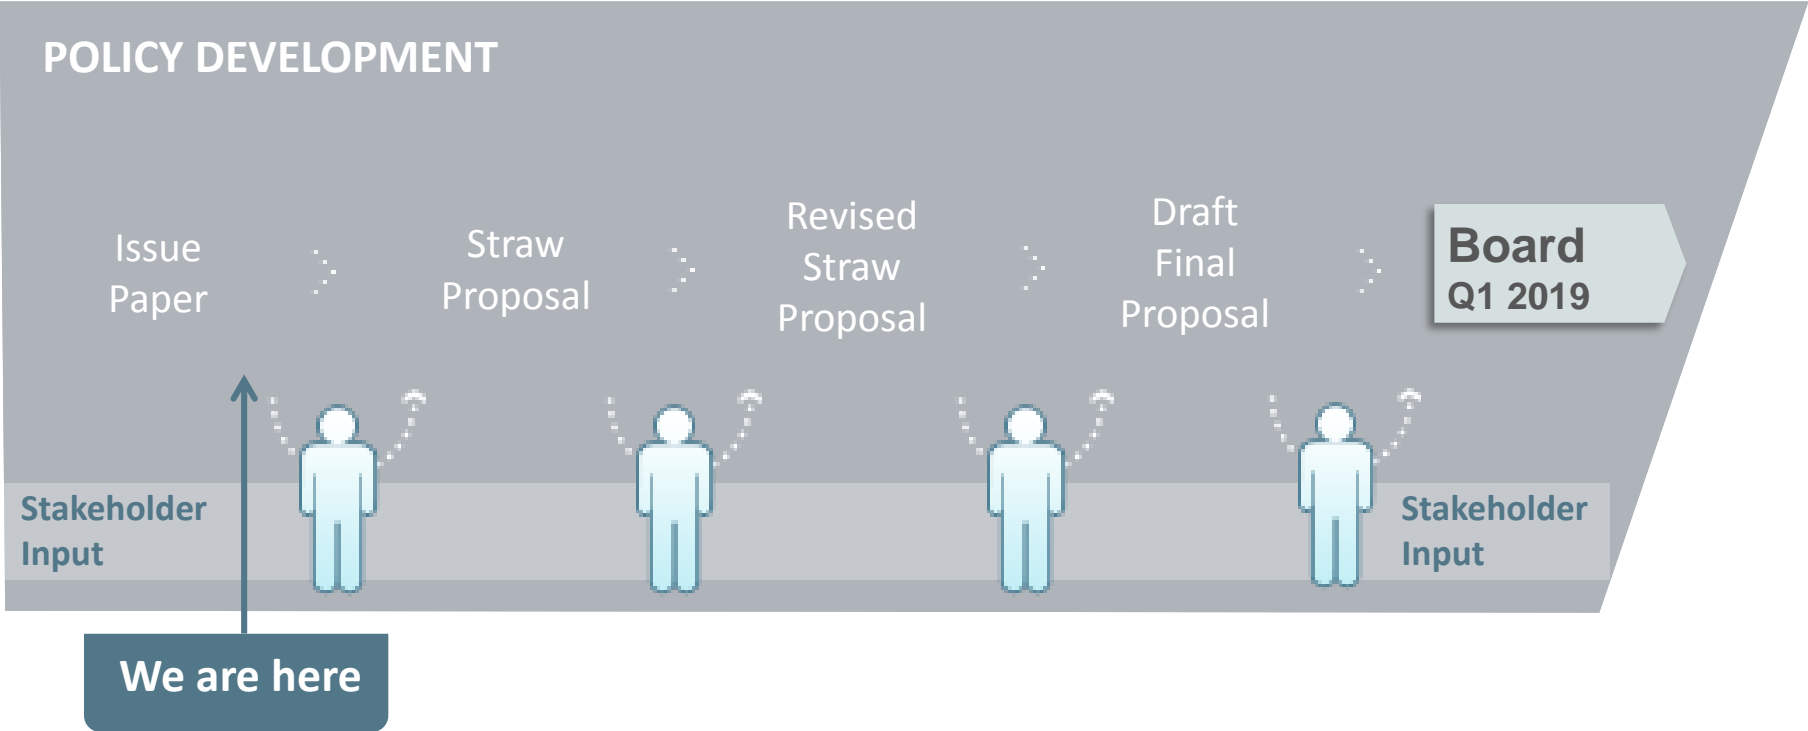 POLICY DEVELOPMENT
Issue
Paper
Straw
Proposal
Revised
Straw
Proposal
Draft
Final
Proposal
Board
Q1 2019
Stakeholder
Input
Stakeholder
Input
We are here